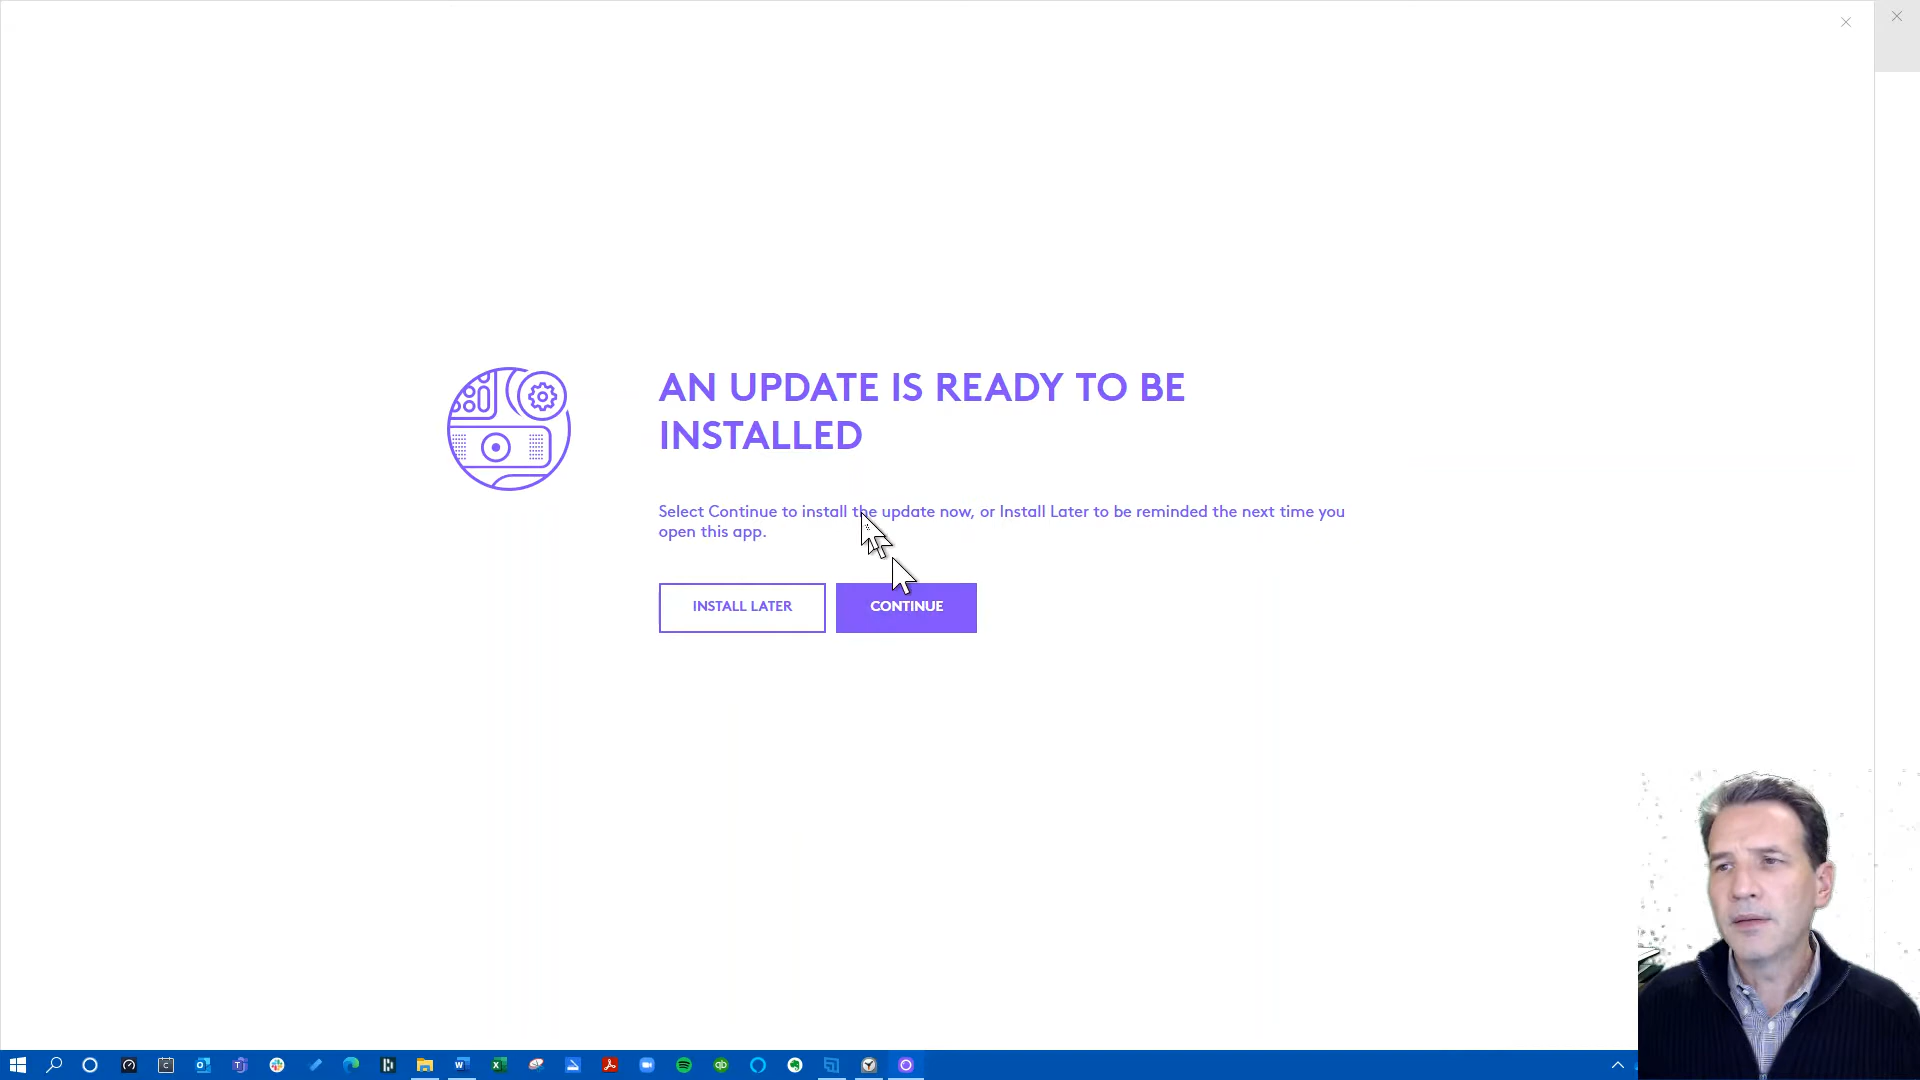 AN UPDATE IS READY TO BE
INSTALLED
Select Continue to install the update now, or Install Later to be reminded the next time you
open this app.
INSTALL LATER
CONTINUE